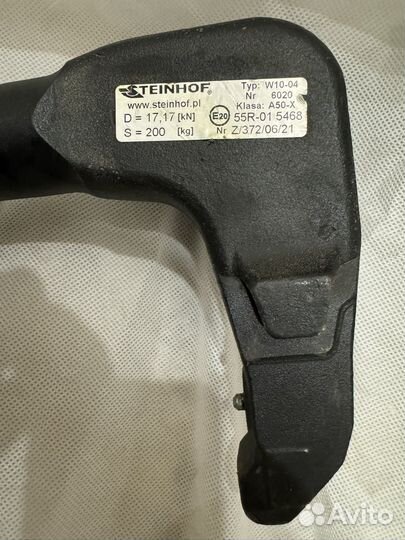 STEINHOF®
www.steinhof.pl
D = 17,17 [kN]
S = 200 [kg]
Typ: W10-04
Nr 6020
Klasa: A50-X
E20 55R-01 5468
Nr Z/372/06/21
Avito